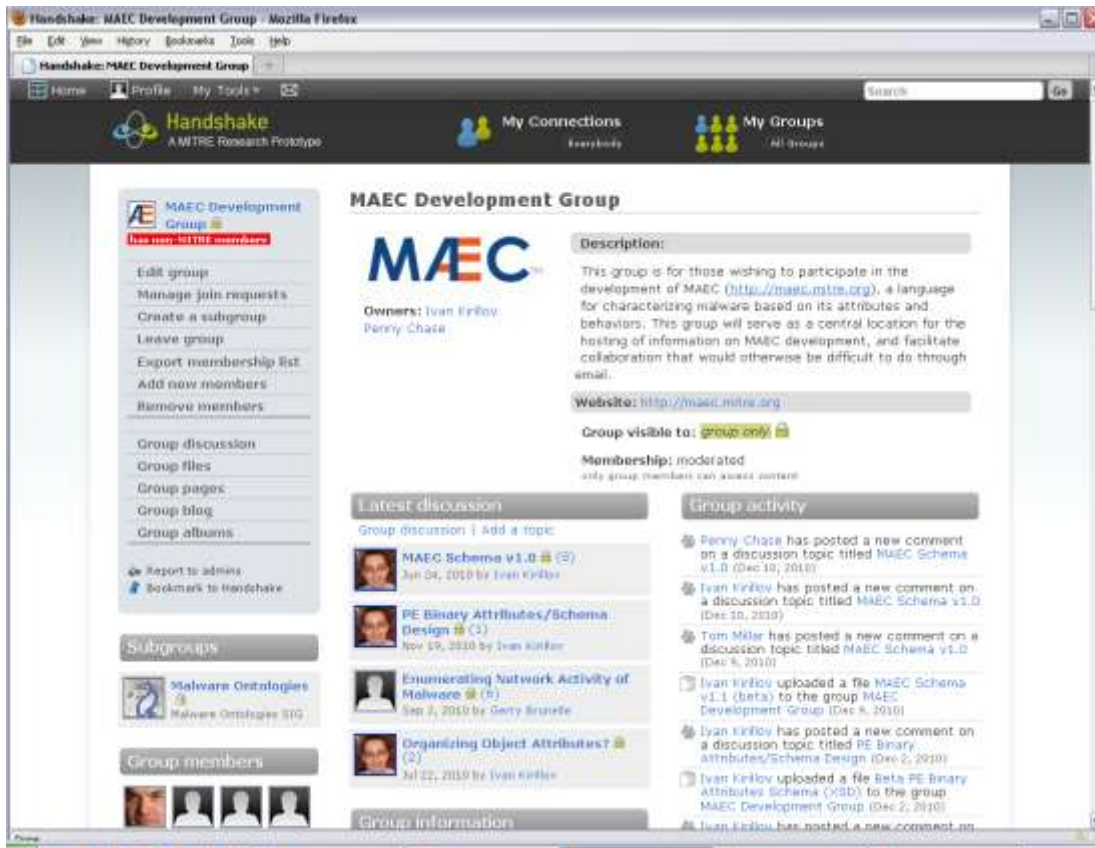 Handshake: MAEC Development Group - Mozilla Firefox
File Edit View History Bookmarks Tools Help
Handshake: MAEC Development Group +
Home Profile My Tools
Search Go
Handshake
A MITRE Research Prototype
My Connections
Everybody
My Groups
All Groups
MAEC Development
Group
has non-MITRE members
Edit group
Manage join requests
Create a subgroup
Leave group
Export membership list
Add new members
Remove members
Group discussion
Group files
Group pages
Group blog
Group albums
Report to admins
Bookmark to Handshake
Subgroups
Malware Ontologies
Malware Ontologies SIG
Group members
MAEC Development Group
MÆC
Owners: Ivan Kirillov
Penny Chase
Description:
This group is for those wishing to participate in the
development of MAEC (http://maec.mitre.org), a language
for characterizing malware based on its attributes and
behaviors. This group will serve as a central location for the
hosting of information on MAEC development, and facilitate
collaboration that would otherwise be difficult to do through
email.
Website: http://maec.mitre.org
Group visible to: group only
Membership: moderated
only group members can access content
Latest discussion
Group discussion | Add a topic
MAEC Schema v1.0
Jun 04, 2010 by Ivan Kirillov
PE Binary Attributes/Schema
Design (1)
Nov 19, 2010 by Ivan Kirillov
Enumerating Network Activity of
Malware
Sep 2, 2010 by Gerry Brunelle
Organizing Object Attributes?
(2)
Jul 22, 2010 by Ivan Kirillov
Group information
Group activity
Penny Chase has posted a new comment
on a discussion topic titled MAEC Schema
v1.0 (Dec 10, 2010)
Ivan Kirillov has posted a new comment on
a discussion topic titled MAEC Schema v1.0
(Dec 10, 2010)
Tom Millar has posted a new comment on a
discussion topic titled MAEC Schema v1.0
(Dec 9, 2010)
Ivan Kirillov uploaded a file MAEC Schema
v1.1 (beta) to the group MAEC
Development Group (Dec 9, 2010)
Ivan Kirillov has posted a new comment on
a discussion topic titled PE Binary
Attributes/Schema Design (Dec 2, 2010)
Ivan Kirillov uploaded a file Beta PE Binary
Attributes Schema (XSD) to the group
MAEC Development Group (Dec 2, 2010)
Ivan Kirillov has posted a new comment on